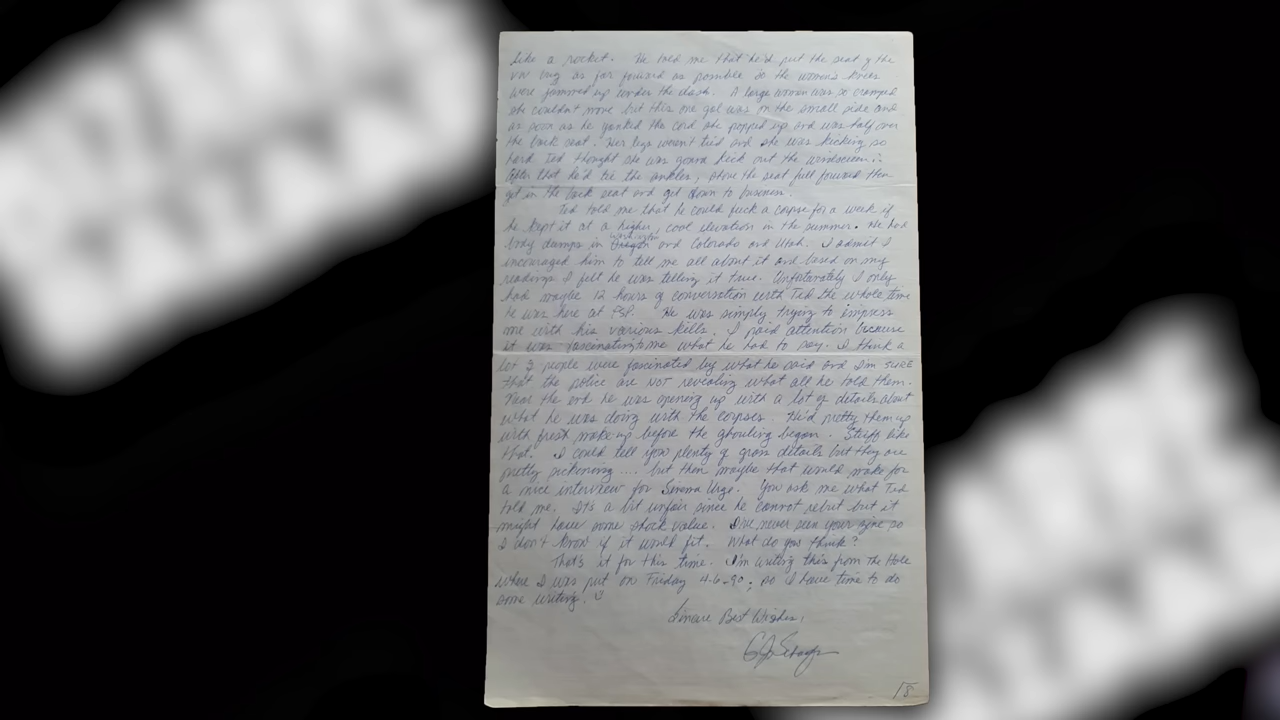 like a rocket. He told me that he'd put the seat of the
VW bug as far foward as possible so the woman's knees
were jammed up under the dash. A large woman was so cramped
she couldn't move but this one gal was on the small side and
as soon as he yanked the cord she popped up and was half over
the back seat. Her legs weren't tied and she was kicking so
hard Ted thought she was gonna kick out the windscreen.
After that he'd tie the ankles, shove the seat full foward then
get in the back seat and get down to business.
Ted told me that he could fuck a corpse for a week if
he kept it at a higher, cool elevation in the summer. He had
Washington
body dumps in Oregon and Colorado and Utah. I admit I
encouraged him to tell me all about it and based on my
readings I felt he was telling it true. Unfortunately I only
had maybe 12 hours of conversation with Ted the whole time
he was here at FSP. He was simply trying to impress
me with his various kills. I paid attention because
it was fascinating to me what he had to say. I think a
lot of people were fascinated by what he said and I'm SURE
that the police are NOT revealing what all he told them.
Near the end he was opening up with a lot of details about
what he was doing with the corpses. He'd pretty them up
with fresh make-up before the ghouling began. Stuff like
that. I could tell you plenty of gross details but they are
pretty sickening .... but then maybe that would make for
a nice interview for Urge. You ask me what Ted
told me. Its a bit unfair since he cannot rebut but it
might have some shock value. I've never seen your zine so
I don't know if it would fit. What do you think?
That's it for this time. I'm writing this from the Hole
where I was put on Friday 4-6-90; so I have time to do
some writing.
Sincere Best Wishes,
GJ Schaefer